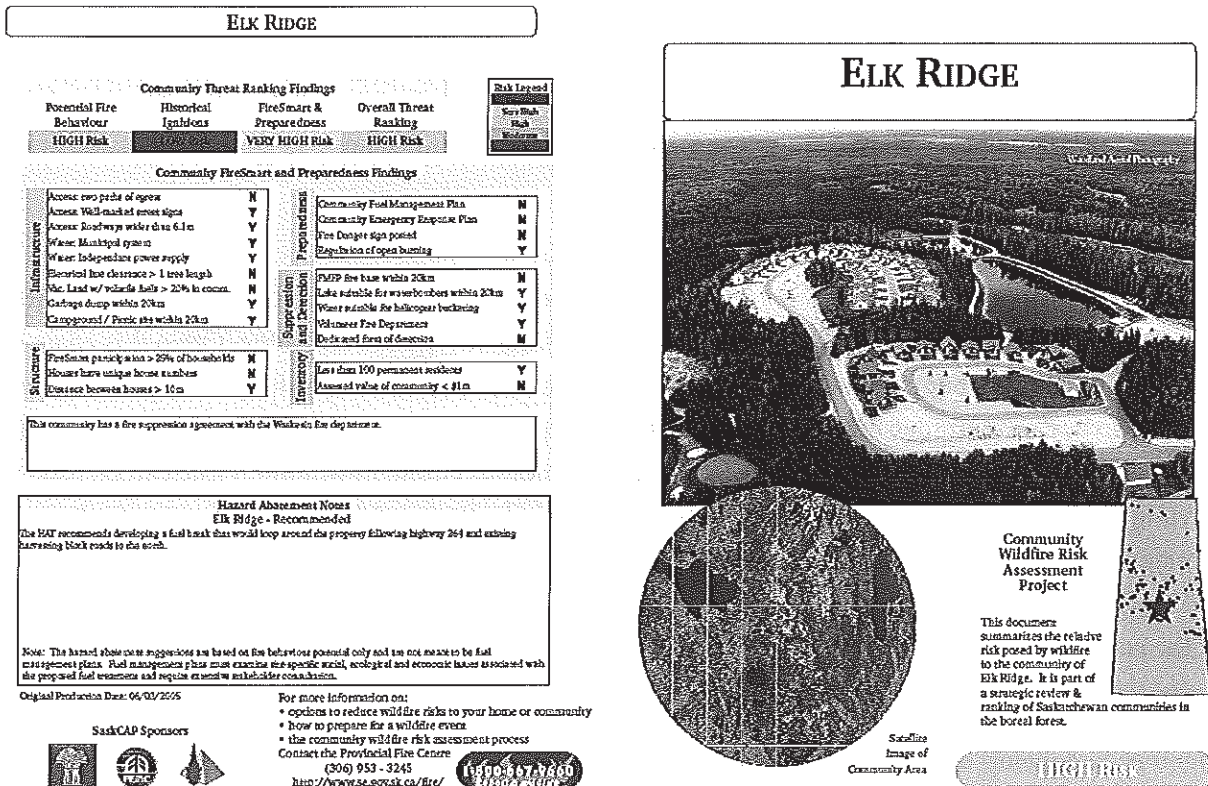 ELK RIDGE
Community Threat Ranking Findings
Potential Fire Behaviour
Historical Ignitions
FireSmart & Preparedness
Overall Threat Ranking
HIGH Risk
VERY HIGH Risk
HIGH Risk
Risk Legend
Very High
High
Moderate
Community FireSmart and Preparedness Findings
Infrastructure
Access: two paths of egress N
Access: Well-marked street signs Y
Access: Roadways wider than 6.1m Y
Water: Municipal system Y
Water: Independant power supply Y
Electrical line clearance > 1 tree length N
Vac. Land w/ volatile fuels > 20% in comm. N
Garbage dump within 20km Y
Campground / Picnic site within 20km Y
Structure
FireSmart participation > 25% of households N
Houses have unique house numbers N
Distance between houses > 10m Y
Preparedness
Community Fuel Management Plan N
Community Emergency Response Plan N
Fire Danger sign posted N
Regulation of open burning Y
Suppression and Detection
FMFP fire base within 20km N
Lake suitable for waterbombers within 20km Y
Water suitable for helicopter bucketing Y
Volunteer Fire Department Y
Dedicated form of detection N
Inventory
Less than 100 permanent residents Y
Assessed value of community < $1m N
This community has a fire suppression agreement with the Waskesiu fire department.
Hazard Abatement Notes
Elk Ridge - Recommended
The HAT recommends developing a fuel break that would loop around the property following highway 264 and existing
harvesting block roads to the north.
Note: The hazard abatement suggestions are based on fire behaviour potential only and are not meant to be fuel
management plans. Fuel management plans must examine site-specific social, ecological and economic issues associated with
the proposed fuel treatment and require extensive stakeholder consultation.
Original Production Date: 06/03/2005
SaskCAP Sponsors
For more information on:
• options to reduce wildfire risks to your home or community
• how to prepare for a wildfire event
• the community wildfire risk assessment process
Contact the Provincial Fire Centre
(306) 953 - 3245
http://www.se.gov.sk.ca/fire/
1-800-667-9660
ELK RIDGE
Woodland Aerial Photography
Community
Wildfire Risk
Assessment
Project
This document
summarizes the relative
risk posed by wildfire
to the community of
Elk Ridge. It is part of
a strategic review &
ranking of Saskatchewan communities in
the boreal forest.
Satellite
Image of
Community Area
HIGH Risk